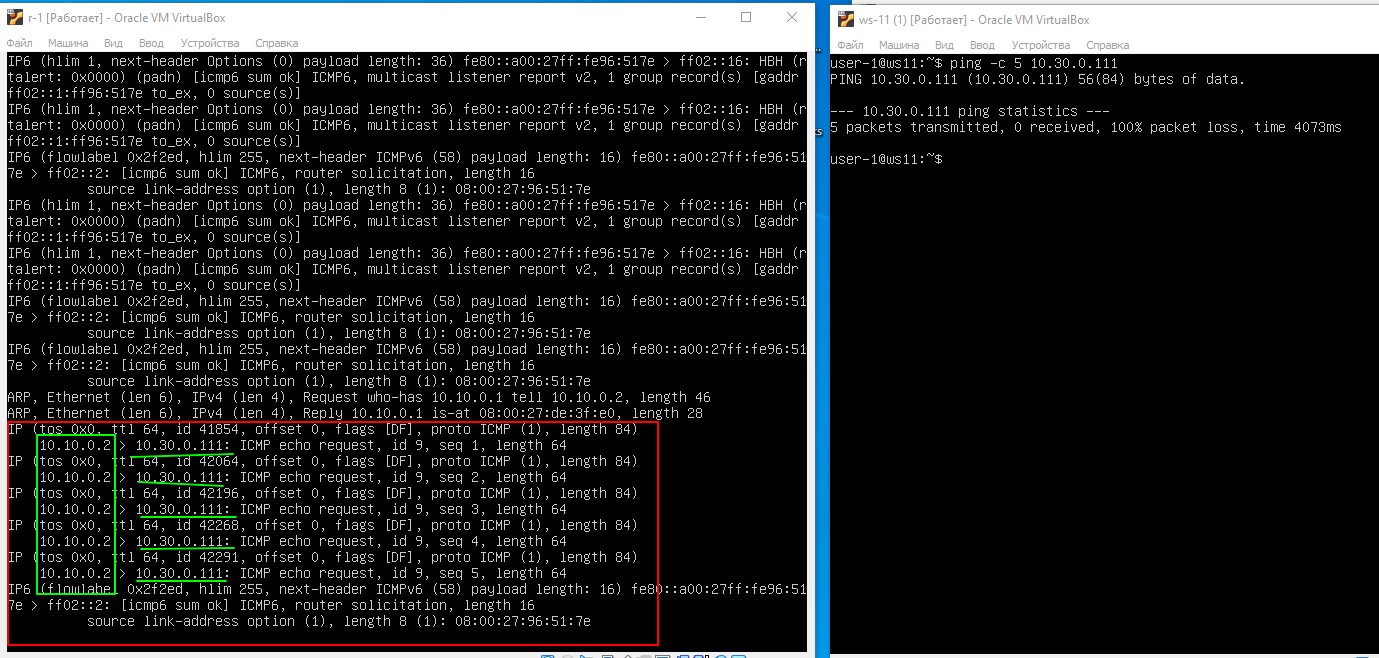 r-1 [Работает] - Oracle VM VirtualBox
Файл Машина Вид Ввод Устройства Справка
IP6 (hlim 1, next-header Options (0) payload length: 36) fe80::a00:27ff:fe96:517e > ff02::16: HBH (r
talert: 0x0000) (padn) [icmp6 sum ok] ICMP6, multicast listener report v2, 1 group record(s) [gaddr
ff02::1:ff96:517e to_ex, 0 source(s)]
IP6 (hlim 1, next-header Options (0) payload length: 36) fe80::a00:27ff:fe96:517e > ff02::16: HBH (r
talert: 0x0000) (padn) [icmp6 sum ok] ICMP6, multicast listener report v2, 1 group record(s) [gaddr
ff02::1:ff96:517e to_ex, 0 source(s)]
IP6 (flowlabel 0x2f2ed, hlim 255, next-header ICMPv6 (58) payload length: 16) fe80::a00:27ff:fe96:51
7e > ff02::2: [icmp6 sum ok] ICMP6, router solicitation, length 16
source link-address option (1), length 8 (1): 08:00:27:96:51:7e
IP6 (hlim 1, next-header Options (0) payload length: 36) fe80::a00:27ff:fe96:517e > ff02::16: HBH (r
talert: 0x0000) (padn) [icmp6 sum ok] ICMP6, multicast listener report v2, 1 group record(s) [gaddr
ff02::1:ff96:517e to_ex, 0 source(s)]
IP6 (hlim 1, next-header Options (0) payload length: 36) fe80::a00:27ff:fe96:517e > ff02::16: HBH (r
talert: 0x0000) (padn) [icmp6 sum ok] ICMP6, multicast listener report v2, 1 group record(s) [gaddr
ff02::1:ff96:517e to_ex, 0 source(s)]
IP6 (flowlabel 0x2f2ed, hlim 255, next-header ICMPv6 (58) payload length: 16) fe80::a00:27ff:fe96:51
7e > ff02::2: [icmp6 sum ok] ICMP6, router solicitation, length 16
source link-address option (1), length 8 (1): 08:00:27:96:51:7e
IP6 (flowlabel 0x2f2ed, hlim 255, next-header ICMPv6 (58) payload length: 16) fe80::a00:27ff:fe96:51
7e > ff02::2: [icmp6 sum ok] ICMP6, router solicitation, length 16
source link-address option (1), length 8 (1): 08:00:27:96:51:7e
ARP, Ethernet (len 6), IPv4 (len 4), Request who-has 10.10.0.1 tell 10.10.0.2, length 46
ARP, Ethernet (len 6), IPv4 (len 4), Reply 10.10.0.1 is-at 08:00:27:de:3f:e0, length 28
IP (tos 0x0, ttl 64, id 41854, offset 0, flags [DF], proto ICMP (1), length 84)
10.10.0.2 > 10.30.0.111: ICMP echo request, id 9, seq 1, length 64
IP (tos 0x0, ttl 64, id 42064, offset 0, flags [DF], proto ICMP (1), length 84)
10.10.0.2 > 10.30.0.111: ICMP echo request, id 9, seq 2, length 64
IP (tos 0x0, ttl 64, id 42196, offset 0, flags [DF], proto ICMP (1), length 84)
10.10.0.2 > 10.30.0.111: ICMP echo request, id 9, seq 3, length 64
IP (tos 0x0, ttl 64, id 42268, offset 0, flags [DF], proto ICMP (1), length 84)
10.10.0.2 > 10.30.0.111: ICMP echo request, id 9, seq 4, length 64
IP (tos 0x0, ttl 64, id 42291, offset 0, flags [DF], proto ICMP (1), length 84)
10.10.0.2 > 10.30.0.111: ICMP echo request, id 9, seq 5, length 64
IP6 (flowlabel 0x2f2ed, hlim 255, next-header ICMPv6 (58) payload length: 16) fe80::a00:27ff:fe96:51
7e > ff02::2: [icmp6 sum ok] ICMP6, router solicitation, length 16
source link-address option (1), length 8 (1): 08:00:27:96:51:7e
ws-11 (1) [Работает] - Oracle VM VirtualBox
Файл Машина Вид Ввод Устройства Справка
user-1@ws11:~$ ping -c 5 10.30.0.111
PING 10.30.0.111 (10.30.0.111) 56(84) bytes of data.
--- 10.30.0.111 ping statistics ---
5 packets transmitted, 0 received, 100% packet loss, time 4073ms
user-1@ws11:~$